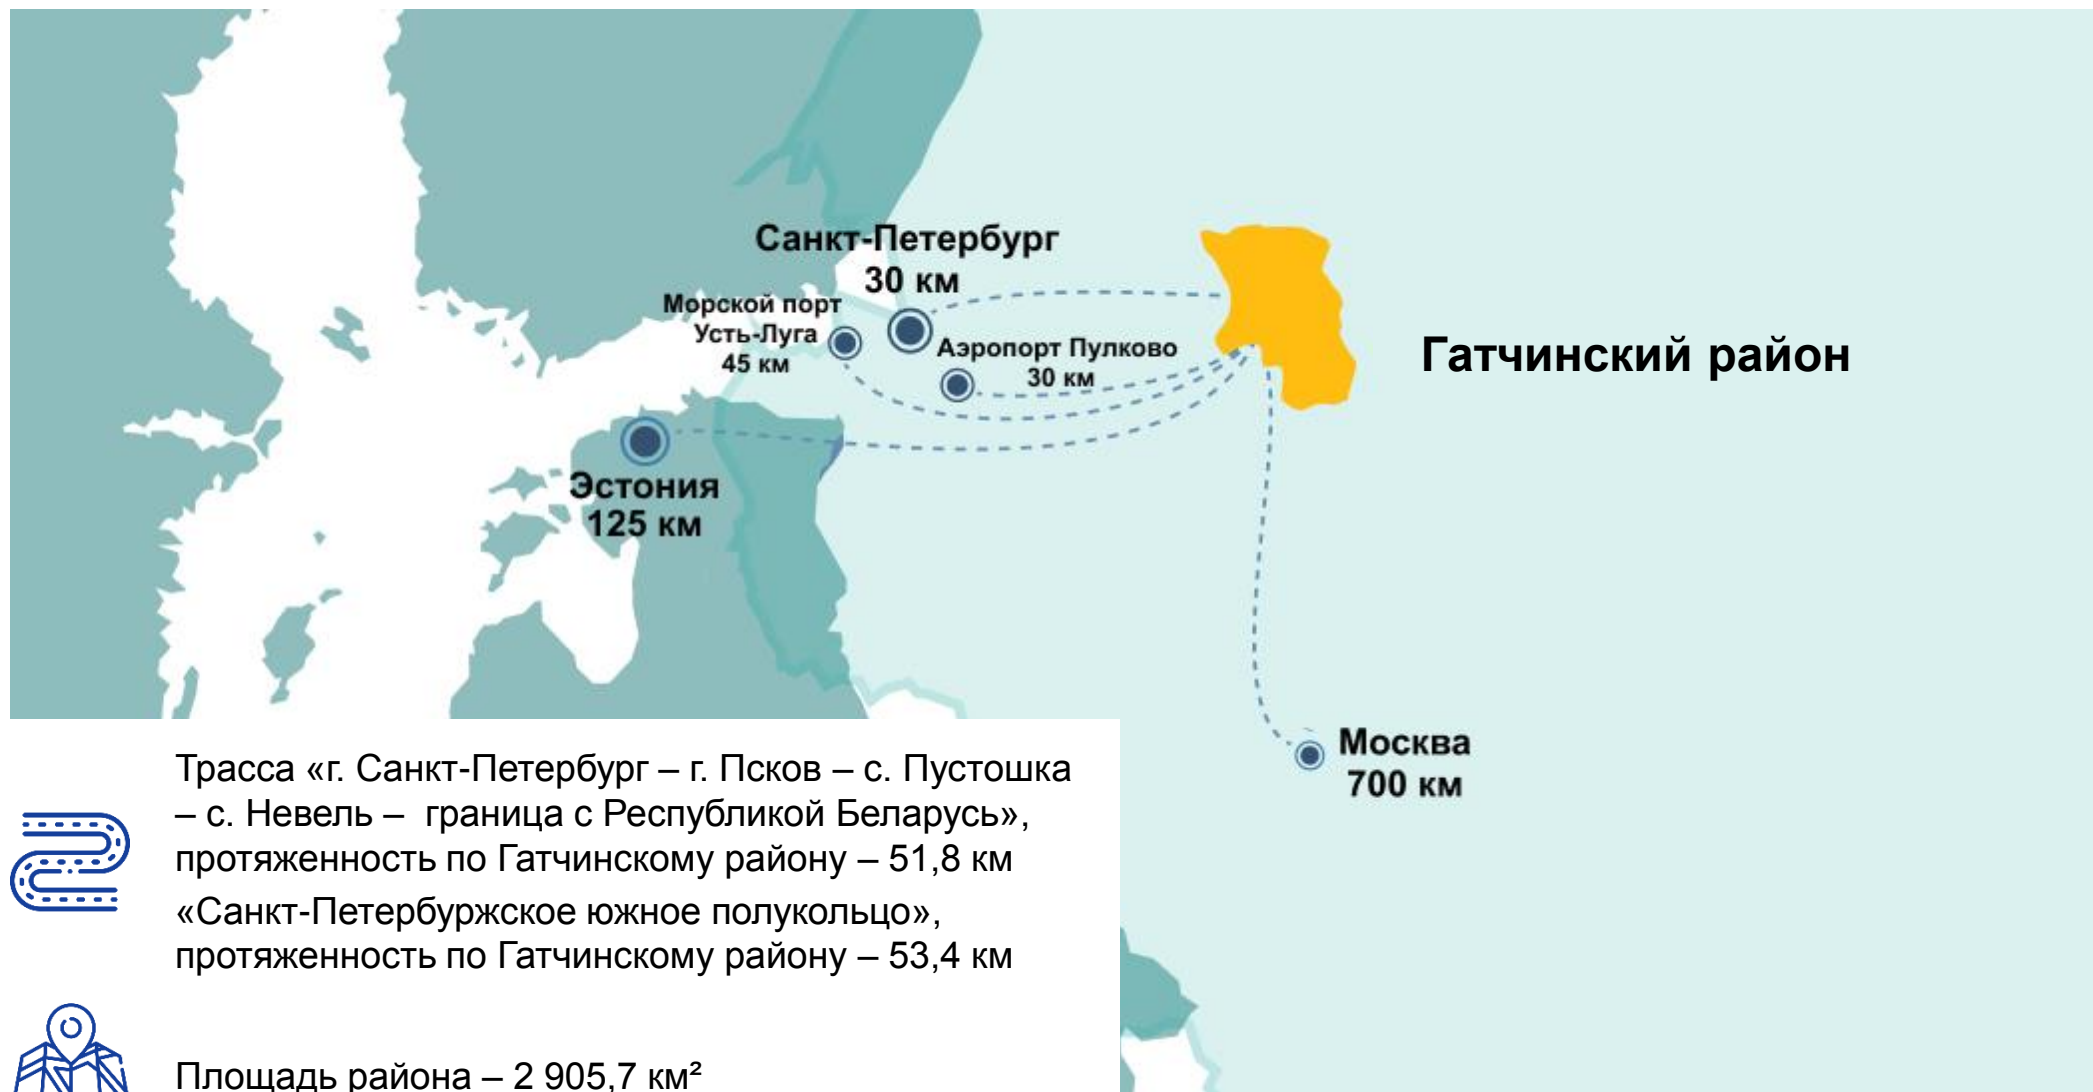 Санкт-Петербург
30 км
Морской порт
Усть-Луга
45 км
Аэропорт Пулково
30 км
Гатчинский район
Эстония
125 км
Москва
700 км
Трасса «г. Санкт-Петербург – г. Псков – с. Пустошка
– с. Невель – граница с Республикой Беларусь»,
протяженность по Гатчинскому району – 51,8 км
«Санкт-Петербуржское южное полукольцо»,
протяженность по Гатчинскому району – 53,4 км
Площадь района – 2 905,7 км²